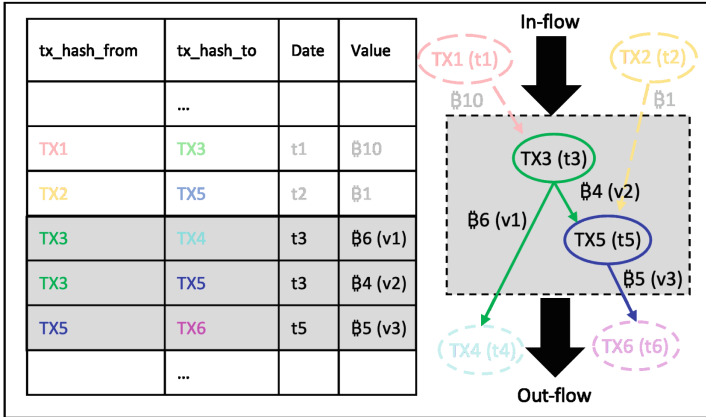 tx_hash_from tx_hash_to Date Value
...
TX1 TX3 t1 ₿10
TX2 TX5 t2 ₿1
TX3 TX4 t3 ₿6 (v1)
TX3 TX5 t3 ₿4 (v2)
TX5 TX6 t5 ₿5 (v3)
...
In-flow
TX1 (t1)
TX2 (t2)
₿10
₿1
TX3 (t3)
₿4 (v2)
₿6 (v1)
TX5 (t5)
₿5 (v3)
TX4 (t4)
TX6 (t6)
Out-flow